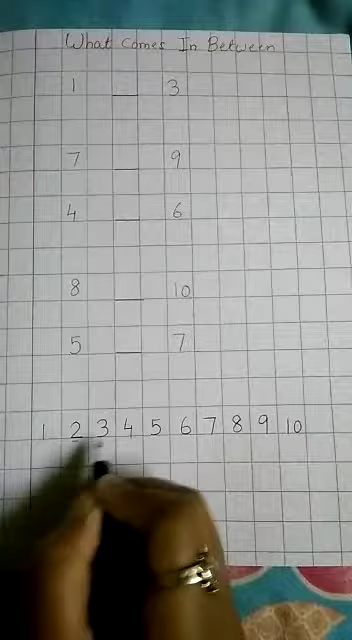 What Comes In Between
1 __ 3
7 __ 9
4 __ 6
8 __ 10
5 __ 7
1 2 3 4 5 6 7 8 9 10